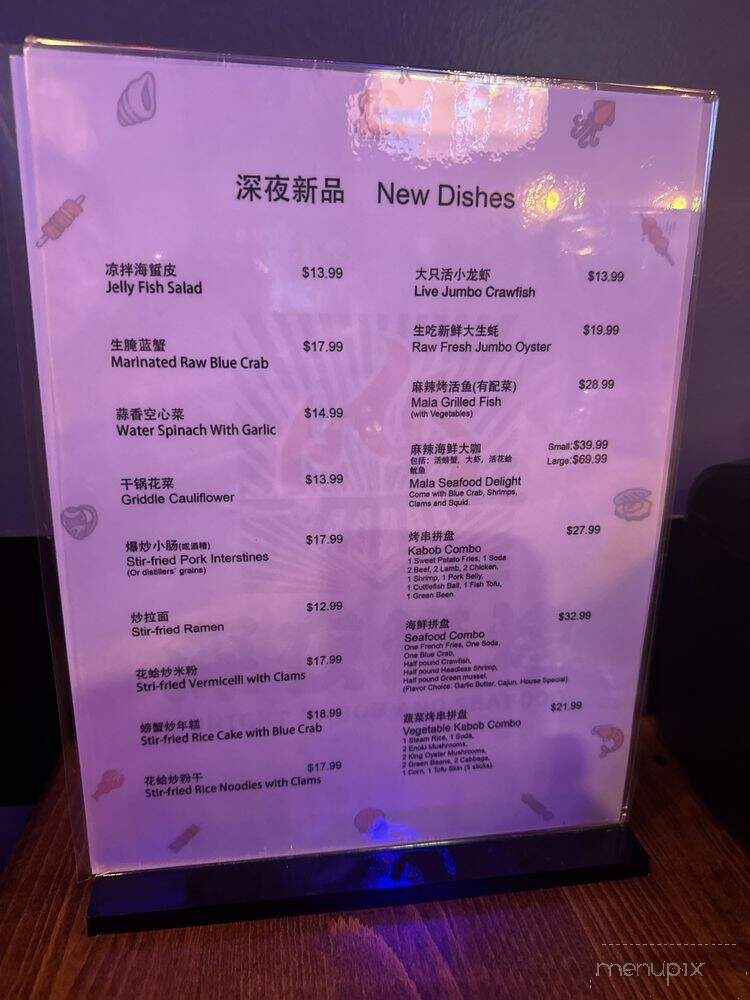 深夜新品 New Dishes
凉拌海蜇皮 $13.99
Jelly Fish Salad
生腌蓝蟹 $17.99
Marinated Raw Blue Crab
蒜香空心菜 $14.99
Water Spinach With Garlic
干锅花菜 $13.99
Griddle Cauliflower
爆炒小肠(或酒糟) $17.99
Stir-fried Pork Interstines
(Or distillers' grains)
炒拉面 $12.99
Stir-fried Ramen
花蛤炒米粉 $17.99
Stri-fried Vermicelli with Clams
螃蟹炒年糕 $18.99
Stir-fried Rice Cake with Blue Crab
花蛤炒粉干 $17.99
Stir-fried Rice Noodles with Clams
大只活小龙虾 $13.99
Live Jumbo Crawfish
生吃新鲜大生蚝 $19.99
Raw Fresh Jumbo Oyster
麻辣烤活鱼(有配菜) $28.99
Mala Grilled Fish
(with Vegetables)
麻辣海鲜大咖 Small:$39.99
包括：活螃蟹，大虾，活花蛤 Large:$69.99
鱿鱼
Mala Seafood Delight
Come with Blue Crab, Shrimps,
Clams and Squid.
烤串拼盘 $27.99
Kabob Combo
1 Sweet Patato Fries, 1 Soda
2 Beef, 2 Lamb, 2 Chicken,
1 Shrimp, 1 Pork Belly,
1 Cuttlefish Ball, 1 Fish Tofu,
1 Green Been.
海鲜拼盘 $32.99
Seafood Combo
One French Fries, One Soda,
One Blue Crab,
Half pound Crawfish,
Half pound Headless Shrimp,
Half pound Green mussel.
(Flavor Choice: Garlic Butter, Cajun, House Special)
蔬菜烤串拼盘 $21.99
Vegetable Kabob Combo
1 Steam Rice, 1 Soda,
2 Enoki Mushrooms,
2 King Oyster Mushrooms,
2 Green Beans, 2 Cabbage,
1 Corn, 1 Tofu Skin (5 sticks).
menupix